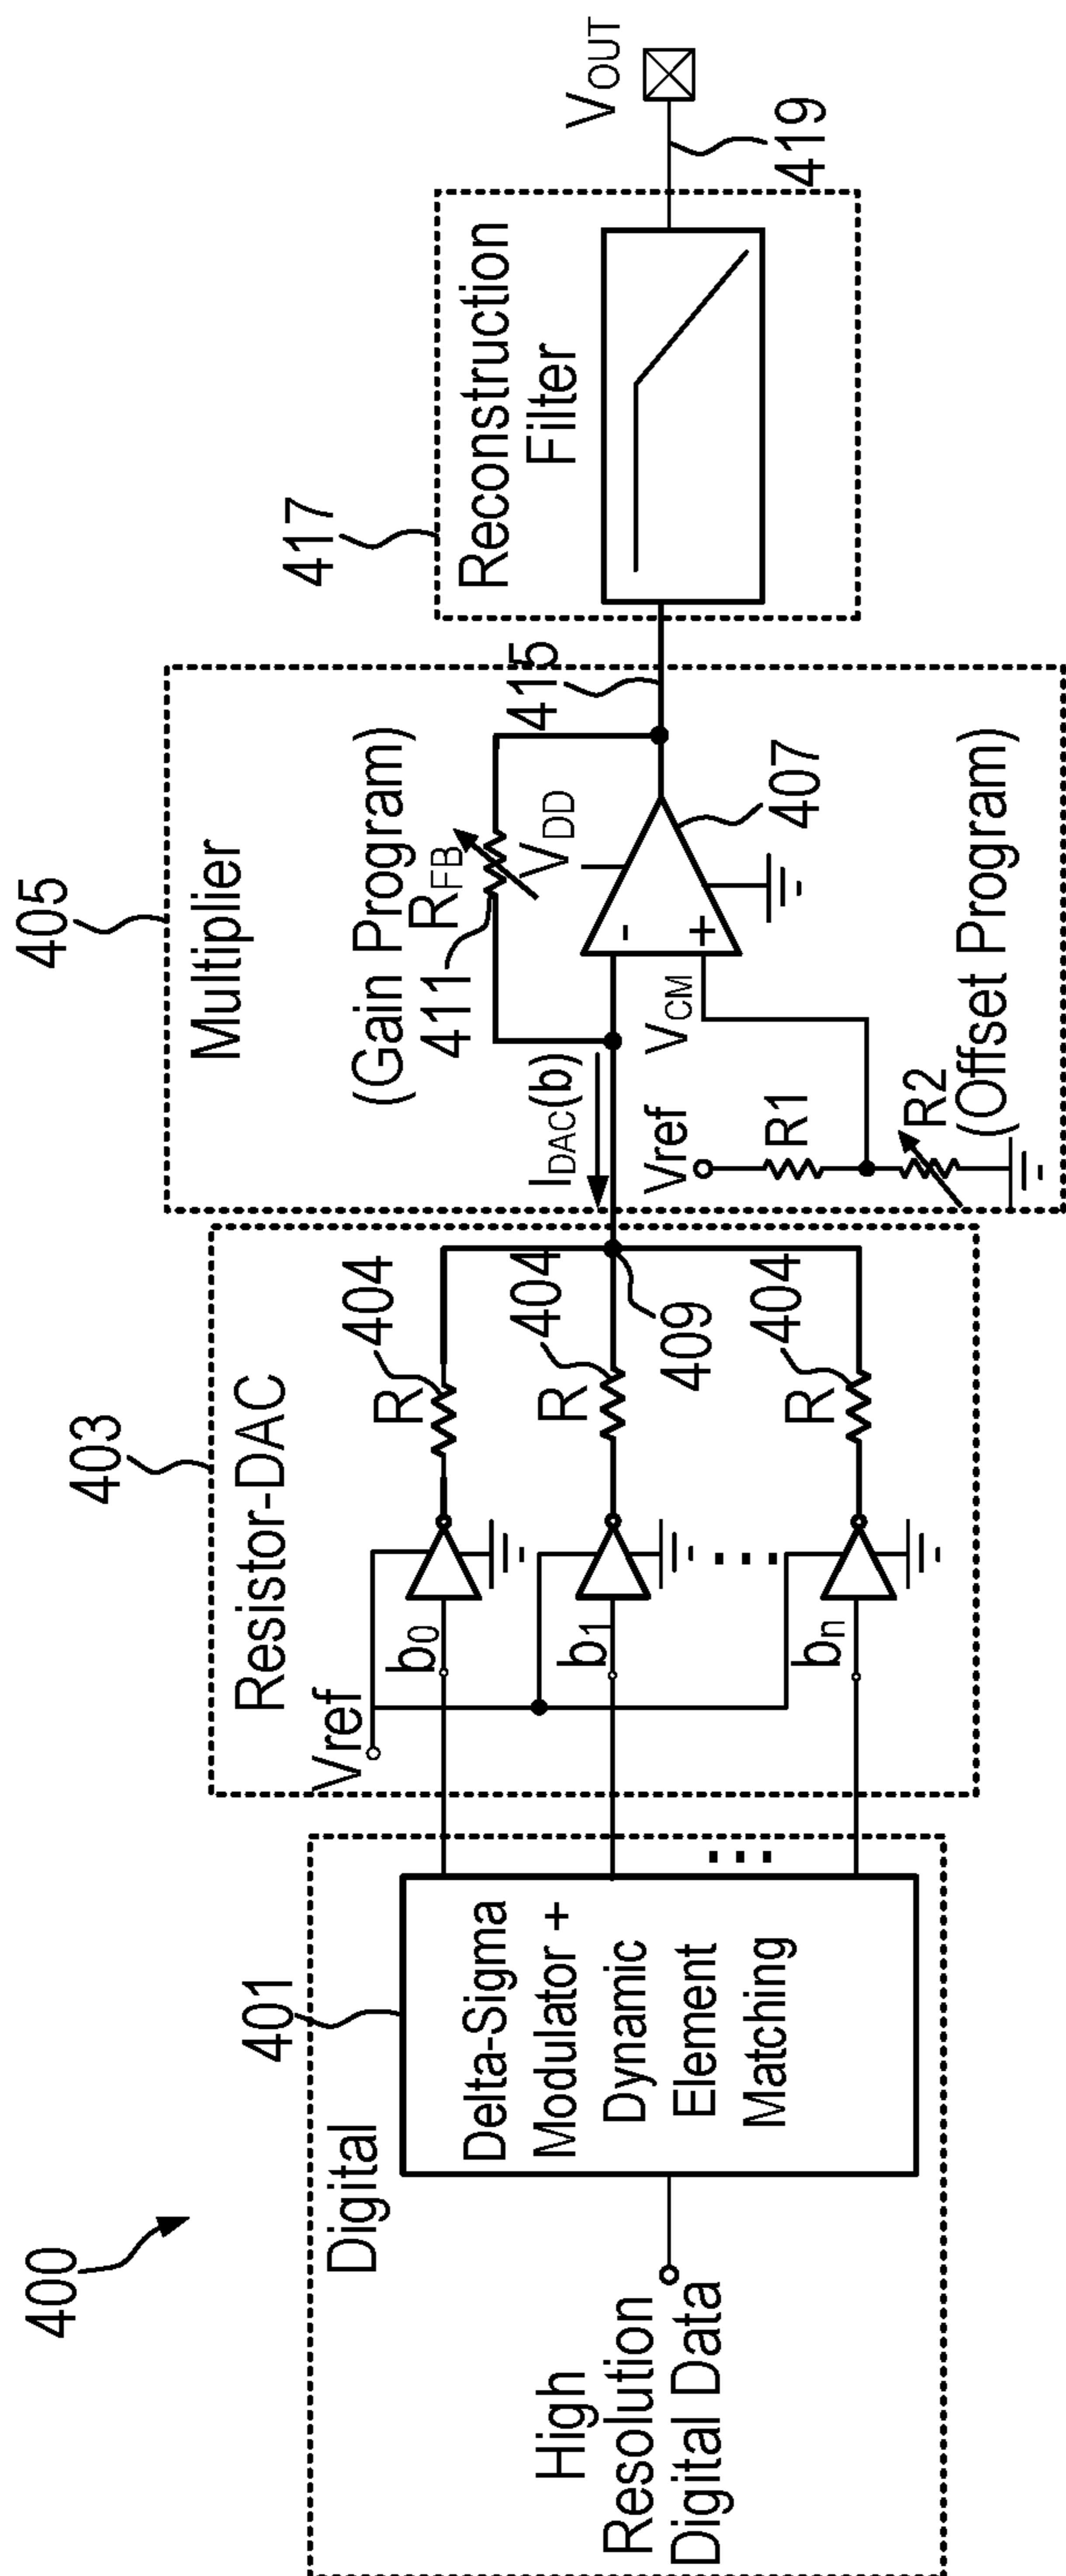 400
Digital
401
High
Resolution
Digital Data
Delta-Sigma
Modulator +
Dynamic
Element
Matching
...
403
Resistor-DAC
Vref
b0
b1
bn
...
R
404
R
404
R
404
409
405
Multiplier
(Gain Program)
RFB
411
VDD
IDAC(b)
-
+
VCM
407
415
Vref
R1
R2
(Offset Program)
417
Reconstruction
Filter
VOUT
419